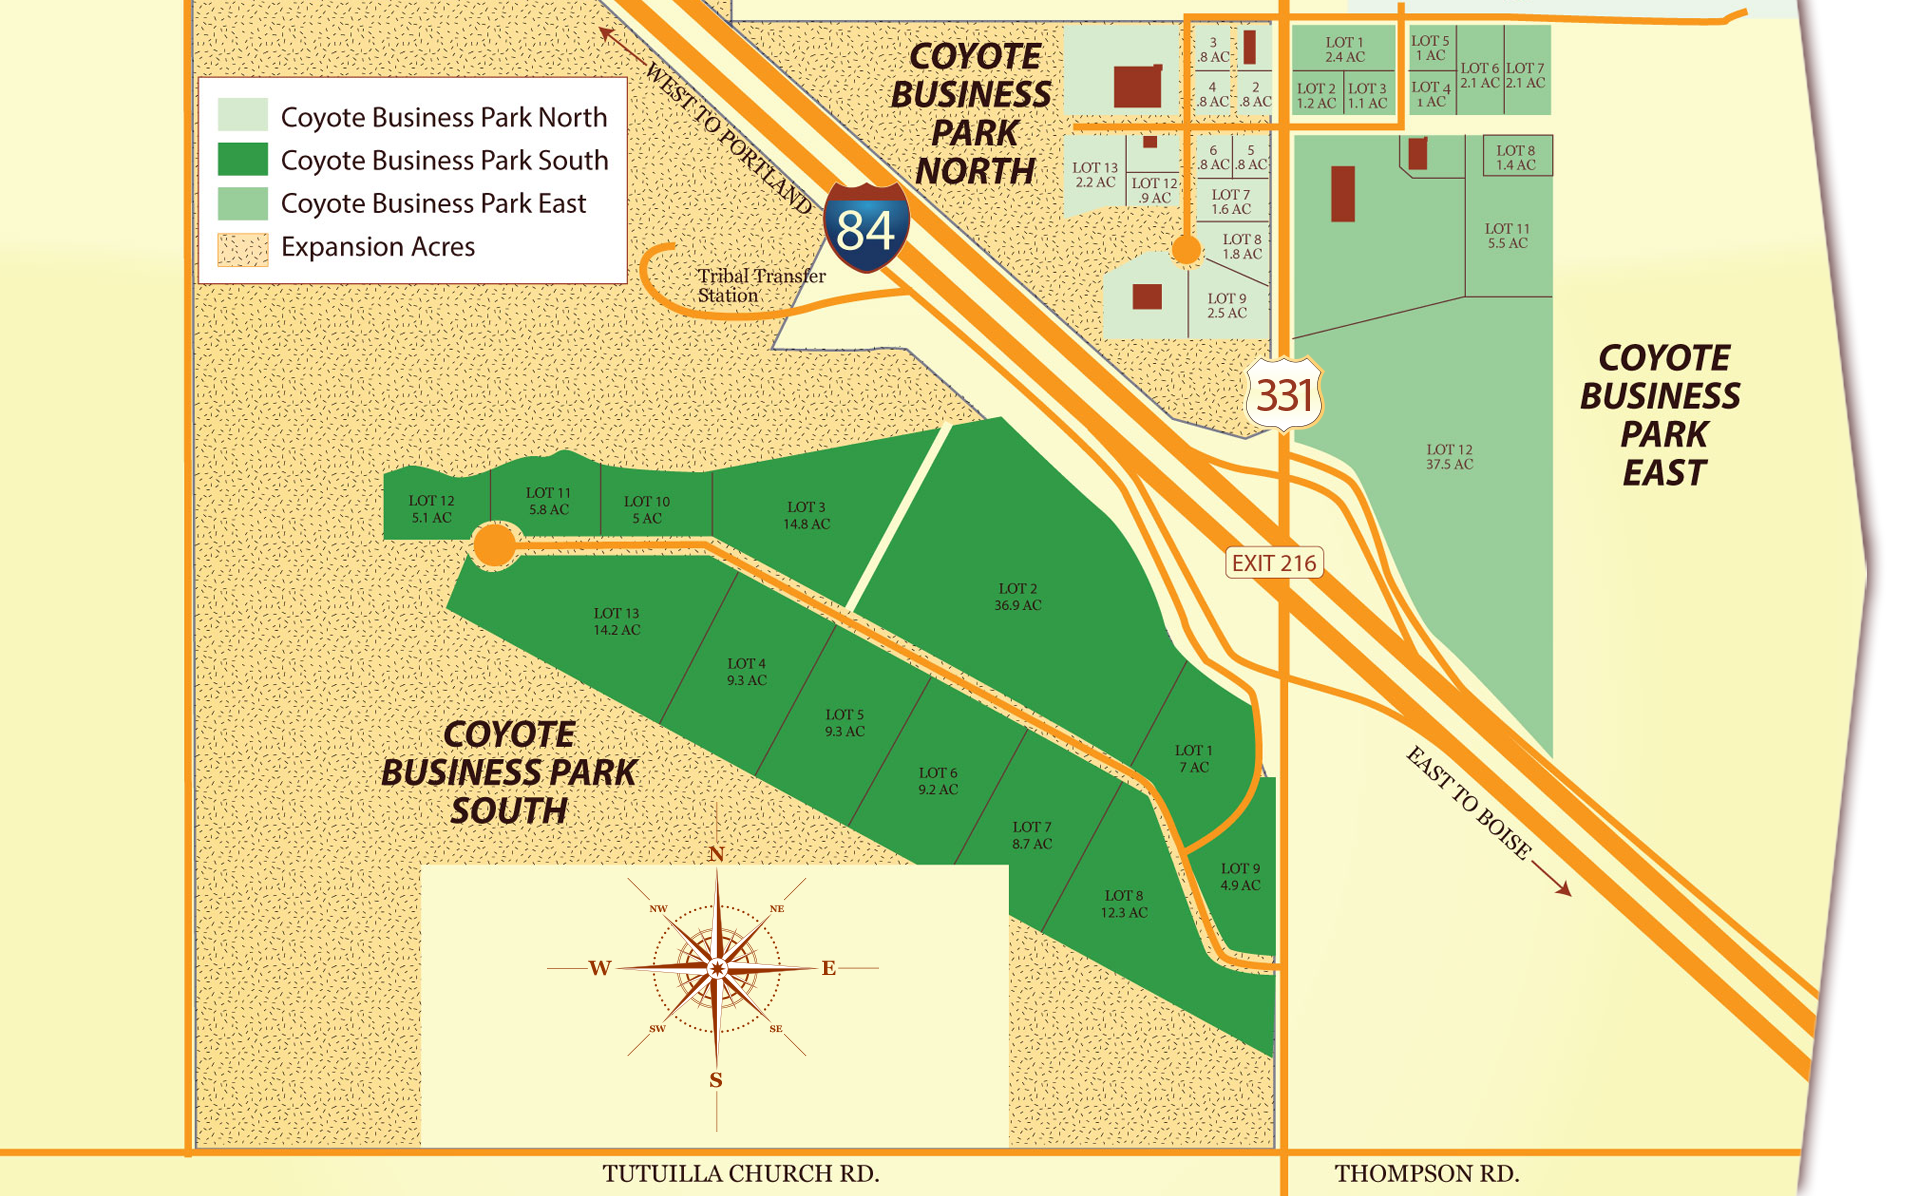 Coyote Business Park North
Coyote Business Park South
Coyote Business Park East
Expansion Acres
WEST TO PORTLAND
84
Tribal Transfer
Station
COYOTE
BUSINESS
PARK
NORTH
3
.8 AC
4
.8 AC
2
.8 AC
LOT 13
2.2 AC
LOT 12
.9 AC
6
.8 AC
5
.8 AC
LOT 7
1.6 AC
LOT 8
1.8 AC
LOT 9
2.5 AC
LOT 1
2.4 AC
LOT 2
1.2 AC
LOT 3
1.1 AC
LOT 5
1 AC
LOT 4
1 AC
LOT 6
2.1 AC
LOT 7
2.1 AC
LOT 8
1.4 AC
LOT 11
5.5 AC
LOT 12
37.5 AC
331
COYOTE
BUSINESS
PARK
EAST
EXIT 216
LOT 12
5.1 AC
LOT 11
5.8 AC
LOT 10
5 AC
LOT 3
14.8 AC
LOT 2
36.9 AC
LOT 13
14.2 AC
LOT 4
9.3 AC
LOT 5
9.3 AC
LOT 6
9.2 AC
LOT 7
8.7 AC
LOT 8
12.3 AC
LOT 1
7 AC
LOT 9
4.9 AC
COYOTE
BUSINESS PARK
SOUTH
EAST TO BOISE
N
NW
NE
W
E
SW
SE
S
TUTUILLA CHURCH RD.
THOMPSON RD.